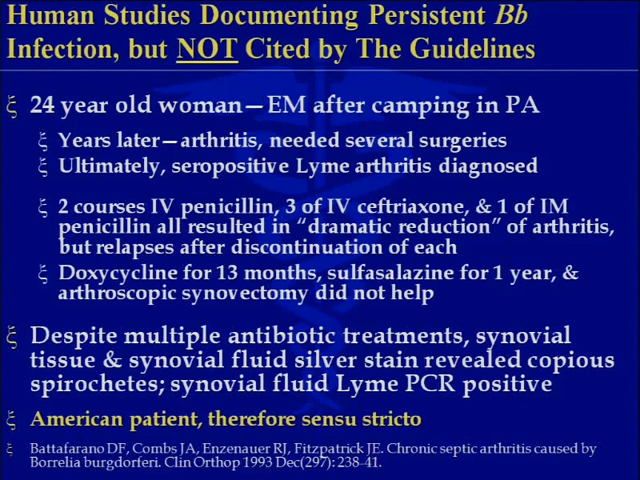 Human Studies Documenting Persistent Bb
Infection, but NOT Cited by The Guidelines
ξ 24 year old woman—EM after camping in PA
ξ Years later—arthritis, needed several surgeries
ξ Ultimately, seropositive Lyme arthritis diagnosed
ξ 2 courses IV penicillin, 3 of IV ceftriaxone, & 1 of IM
penicillin all resulted in “dramatic reduction” of arthritis,
but relapses after discontinuation of each
ξ Doxycycline for 13 months, sulfasalazine for 1 year, &
arthroscopic synovectomy did not help
ξ Despite multiple antibiotic treatments, synovial
tissue & synovial fluid silver stain revealed copious
spirochetes; synovial fluid Lyme PCR positive
ξ American patient, therefore sensu stricto
ξ Battafarano DF, Combs JA, Enzenauer RJ, Fitzpatrick JE. Chronic septic arthritis caused by
Borrelia burgdorferi. Clin Orthop 1993 Dec(297): 238-41.